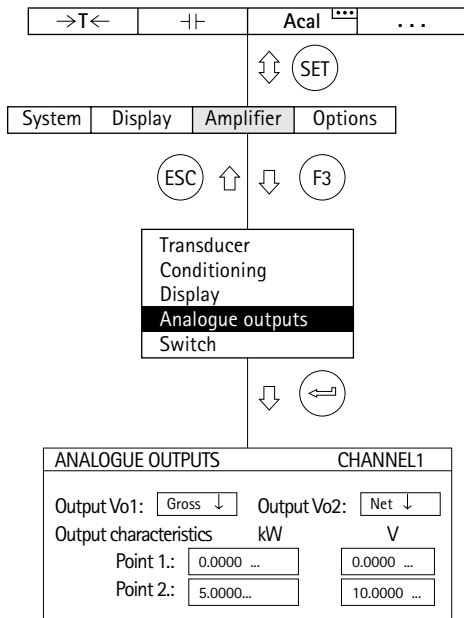 →T← ⊣⊢ Acal ... . . .
SET
System Display Amplifier Options
ESC F3
Transducer
Conditioning
Display
Analogue outputs
Switch
ANALOGUE OUTPUTS CHANNEL1
Output Vo1: Gross ↓ Output Vo2: Net ↓
Output characteristics kW V
Point 1.: 0.0000 ... 0.0000 ...
Point 2.: 5.0000... 10.0000 ...